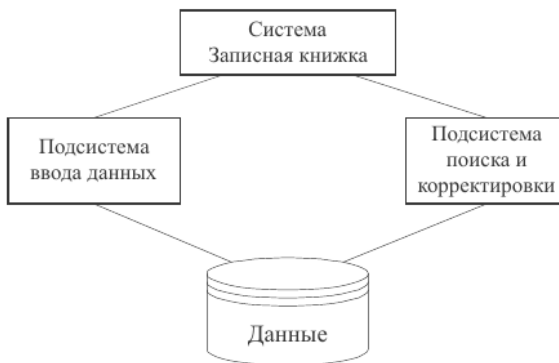 Система
Записная книжка
Подсистема
ввода данных
Подсистема
поиска и
корректировки
Данные